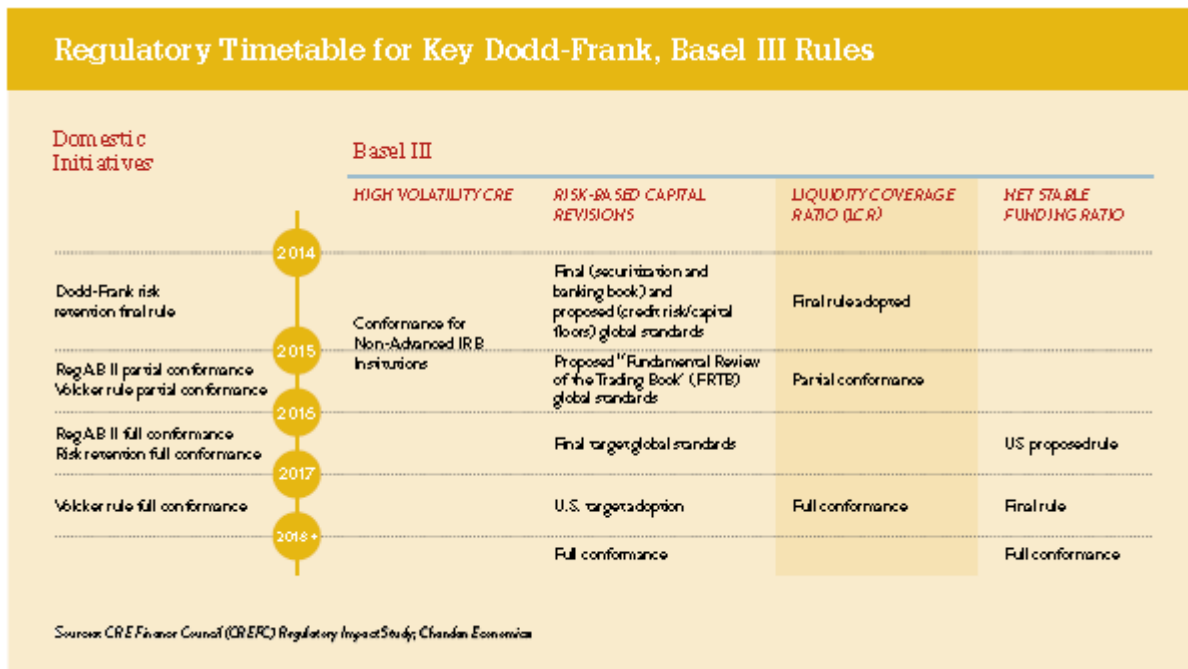 Regulatory Timetable for Key Dodd-Frank, Basel III Rules
Domestic
Initiatives
Basel III
HIGH VOLATILITY CRE
RISK-BASED CAPITAL
REVISIONS
LIQUIDITY COVERAGE
RATIO (LCR)
NET STABLE
FUNDING RATIO
2014
Dodd-Frank risk
retention final rule
Conformance for
Non-Advanced IRB
Institutions
Final (securitization and
banking book) and
proposed (credit risk/capital
floors) global standards
Final rule adopted
2015
Reg AB II partial conformance
Volcker rule partial conformance
Proposed "Fundamental Review
of the Trading Book" (FRTB)
global standards
Partial conformance
2016
Reg AB II full conformance
Risk retention full conformance
Final target global standards
US proposed rule
2017
Volcker rule full conformance
U.S. target adoption
Full conformance
Final rule
2018+
Full conformance
Full conformance
Sources: CRE Finance Council (CREFC) Regulatory Impact Study; Chandan Economics